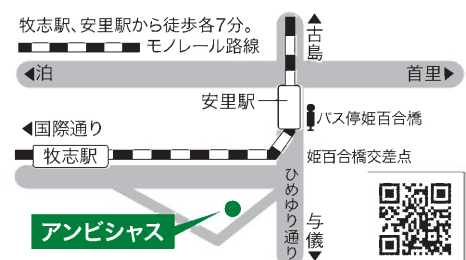 牧志駅、安里駅から徒歩各7分。
モノレール路線
▲古島
◀泊
首里▶
安里駅
バス停姫百合橋
◀国際通り
牧志駅
姫百合橋交差点
ひめゆり通り
与儀▼
アンビシャス